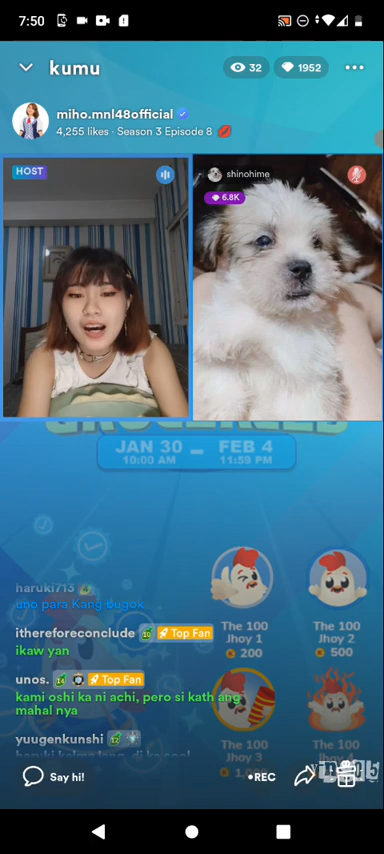 7:50
kumu
32
1952
miho.mnl48official
4,255 likes · Season 3 Episode 8
HOST
shinohime
6.8K
JAN 30 – FEB 4
10:00 AM 11:59 PM
haruki713
uno para Kang Dugok
ithereforeconclude 10 Top Fan
ikaw yan
unos. 14 Top Fan
kami oshi ka ni achi, pero si kath ang
mahal nya
yuugenkunshi 12
The 100
Jhoy 1
200
The 100
Jhoy 2
500
The 100
Jhoy 3
The 100
Say hi!
•REC